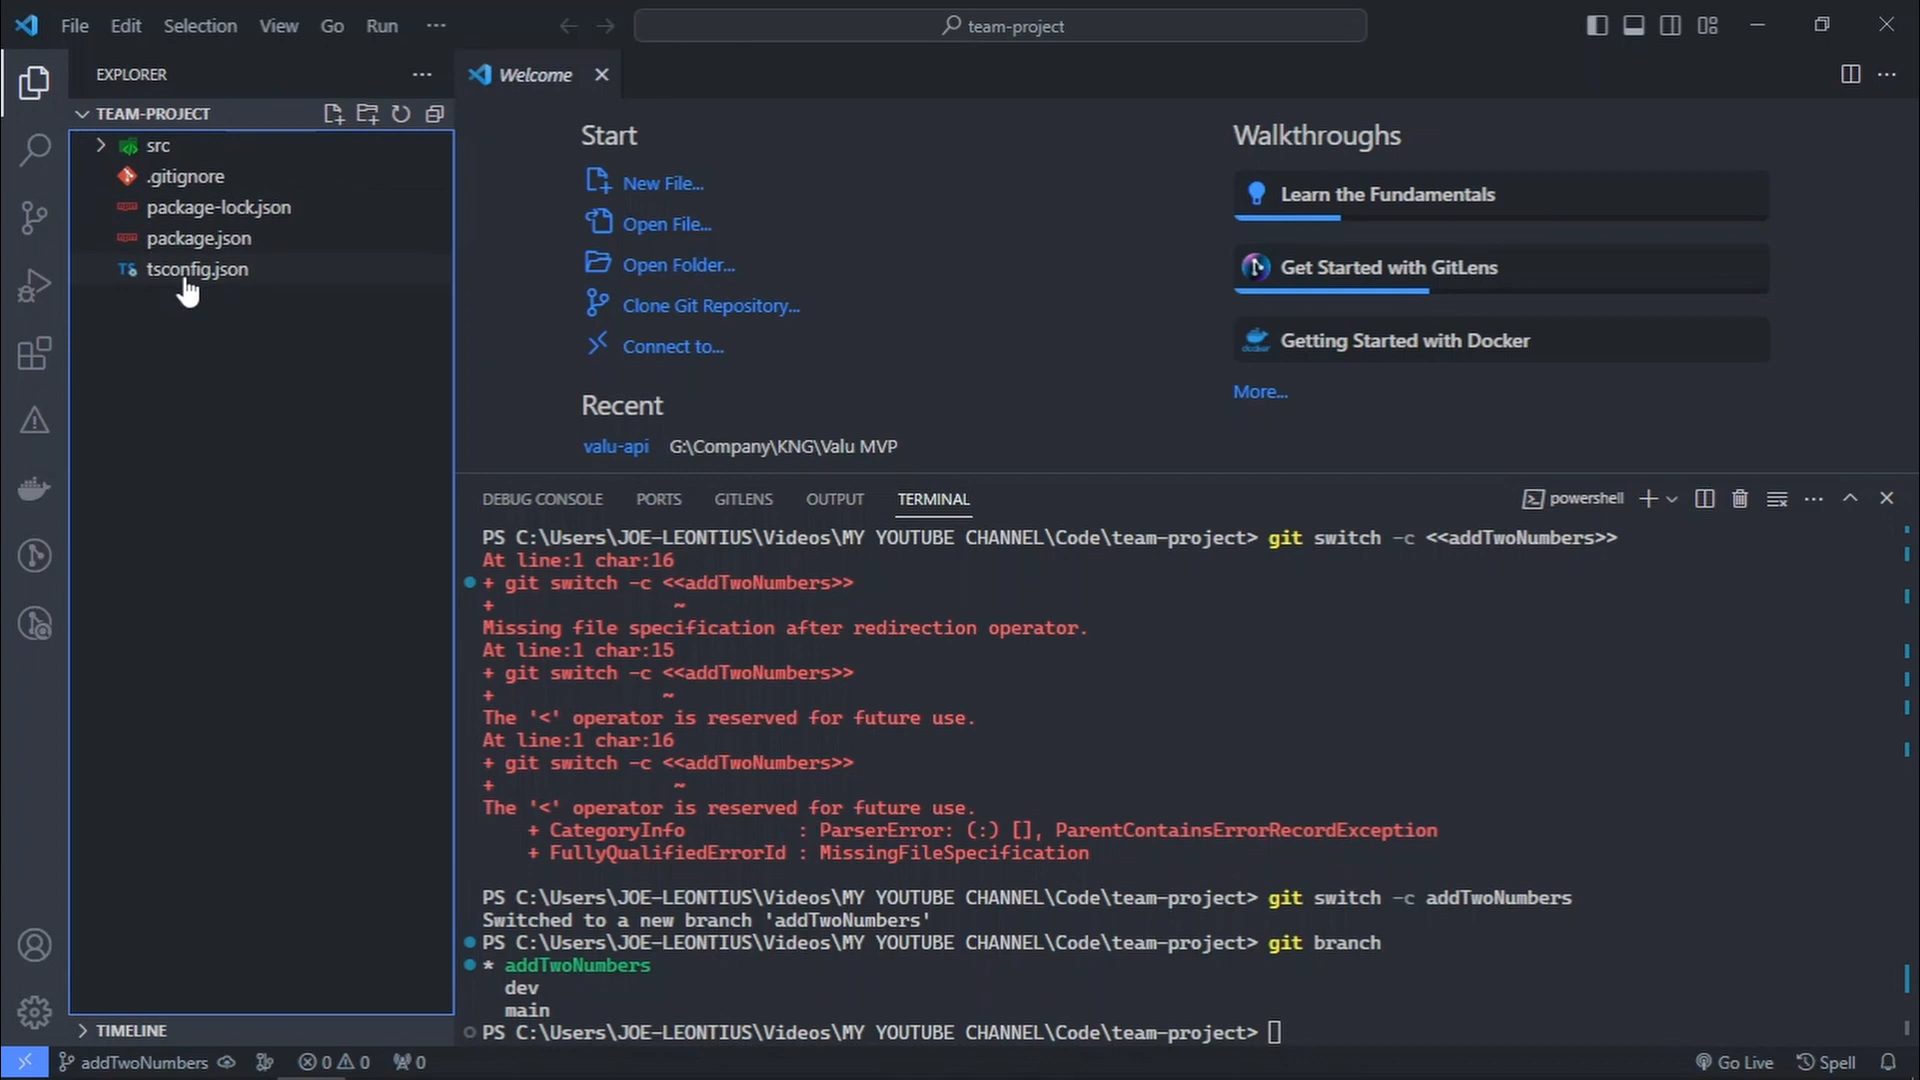 File Edit Selection View Go Run ···
team-project
EXPLORER
Welcome
TEAM-PROJECT
src
.gitignore
package-lock.json
package.json
tsconfig.json
TIMELINE
Start
New File...
Open File...
Open Folder...
Clone Git Repository...
Connect to...
Recent
valu-api G:\Company\KNG\Valu MVP
Walkthroughs
Learn the Fundamentals
Get Started with GitLens
Getting Started with Docker
More...
DEBUG CONSOLE PORTS GITLENS OUTPUT TERMINAL
powershell
PS C:\Users\JOE-LEONTIUS\Videos\MY YOUTUBE CHANNEL\Code\team-project> git switch -c <<addTwoNumbers>>
At line:1 char:16
+ git switch -c <<addTwoNumbers>>
+                ~
Missing file specification after redirection operator.
At line:1 char:15
+ git switch -c <<addTwoNumbers>>
+               ~
The '<' operator is reserved for future use.
At line:1 char:16
+ git switch -c <<addTwoNumbers>>
+                ~
The '<' operator is reserved for future use.
    + CategoryInfo          : ParserError: (:) [], ParentContainsErrorRecordException
    + FullyQualifiedErrorId : MissingFileSpecification
PS C:\Users\JOE-LEONTIUS\Videos\MY YOUTUBE CHANNEL\Code\team-project> git switch -c addTwoNumbers
Switched to a new branch 'addTwoNumbers'
PS C:\Users\JOE-LEONTIUS\Videos\MY YOUTUBE CHANNEL\Code\team-project> git branch
* addTwoNumbers
  dev
  main
PS C:\Users\JOE-LEONTIUS\Videos\MY YOUTUBE CHANNEL\Code\team-project>
addTwoNumbers 0 0 0 Go Live Spell